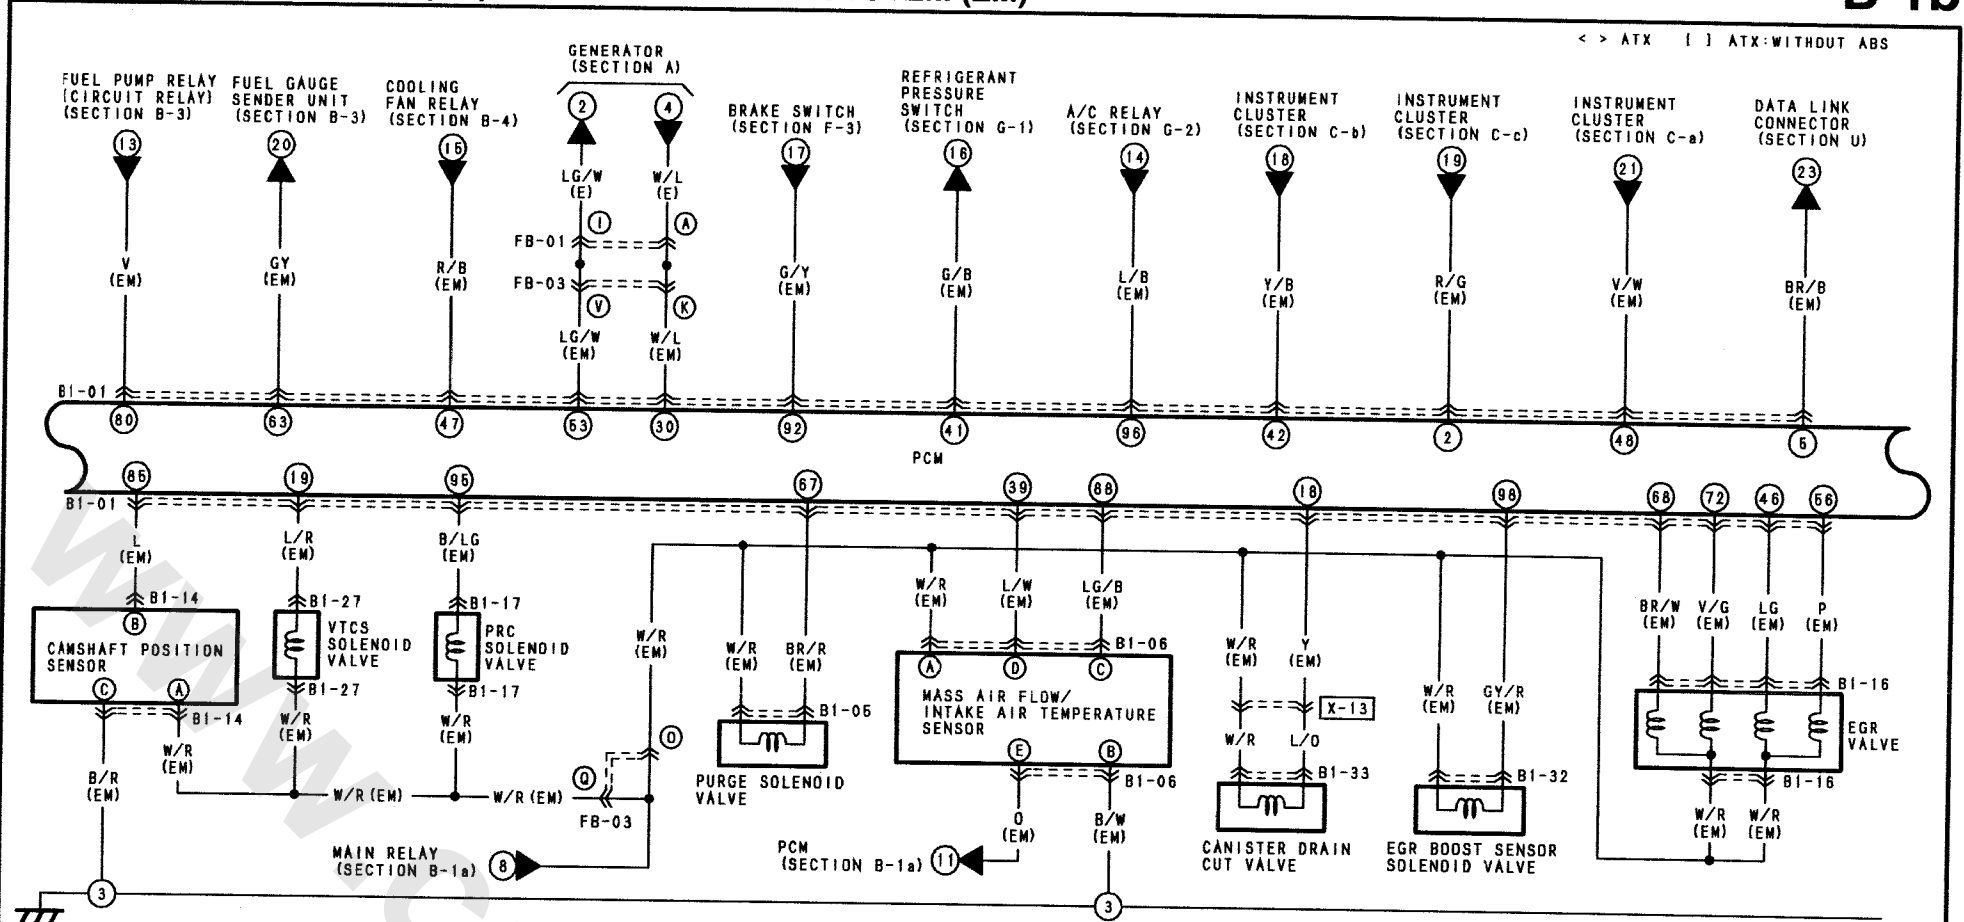 (EM)
B-1b
< > ATX [ ] ATX:WITHOUT ABS
FUEL PUMP RELAY
(CIRCUIT RELAY)
(SECTION B-3)
13
FUEL GAUGE
SENDER UNIT
(SECTION B-3)
20
COOLING
FAN RELAY
(SECTION B-4)
15
GENERATOR
(SECTION A)
2
4
BRAKE SWITCH
(SECTION F-3)
17
REFRIGERANT
PRESSURE
SWITCH
(SECTION G-1)
16
A/C RELAY
(SECTION G-2)
14
INSTRUMENT
CLUSTER
(SECTION C-b)
18
INSTRUMENT
CLUSTER
(SECTION C-c)
19
INSTRUMENT
CLUSTER
(SECTION C-a)
21
DATA LINK
CONNECTOR
(SECTION U)
23
LG/W
(E)
W/L
(E)
I
A
FB-01
FB-03
V
K
V
(EM)
GY
(EM)
R/B
(EM)
LG/W
(EM)
W/L
(EM)
G/Y
(EM)
G/B
(EM)
L/B
(EM)
Y/B
(EM)
R/G
(EM)
V/W
(EM)
BR/B
(EM)
B1-01
80
63
47
53
30
92
41
96
42
2
48
5
PCM
85
19
95
67
39
88
18
98
68
72
46
56
B1-01
L
(EM)
L/R
(EM)
B/LG
(EM)
W/R
(EM)
L/W
(EM)
LG/B
(EM)
BR/W
(EM)
V/G
(EM)
LG
(EM)
P
(EM)
B1-14
B1-27
B1-17
B
CAMSHAFT POSITION
SENSOR
C
A
VTCS
SOLENOID
VALVE
PRC
SOLENOID
VALVE
W/R
(EM)
W/R
(EM)
BR/R
(EM)
B1-06
A
D
C
MASS AIR FLOW/
INTAKE AIR TEMPERATURE
SENSOR
E
B
W/R
(EM)
Y
(EM)
X-13
W/R
L/O
W/R
(EM)
GY/R
(EM)
B1-16
EGR
VALVE
B1-14
B1-27
B1-17
W/R
(EM)
W/R
(EM)
W/R
(EM)
B/R
(EM)
W/R (EM)
W/R (EM)
Q
O
FB-03
B1-05
PURGE SOLENOID
VALVE
B1-06
O
(EM)
B/W
(EM)
B1-33
CANISTER DRAIN
CUT VALVE
B1-32
EGR BOOST SENSOR
SOLENOID VALVE
B1-16
W/R
(EM)
W/R
(EM)
MAIN RELAY
(SECTION B-1a)
8
PCM
(SECTION B-1a)
11
3
3
www.c